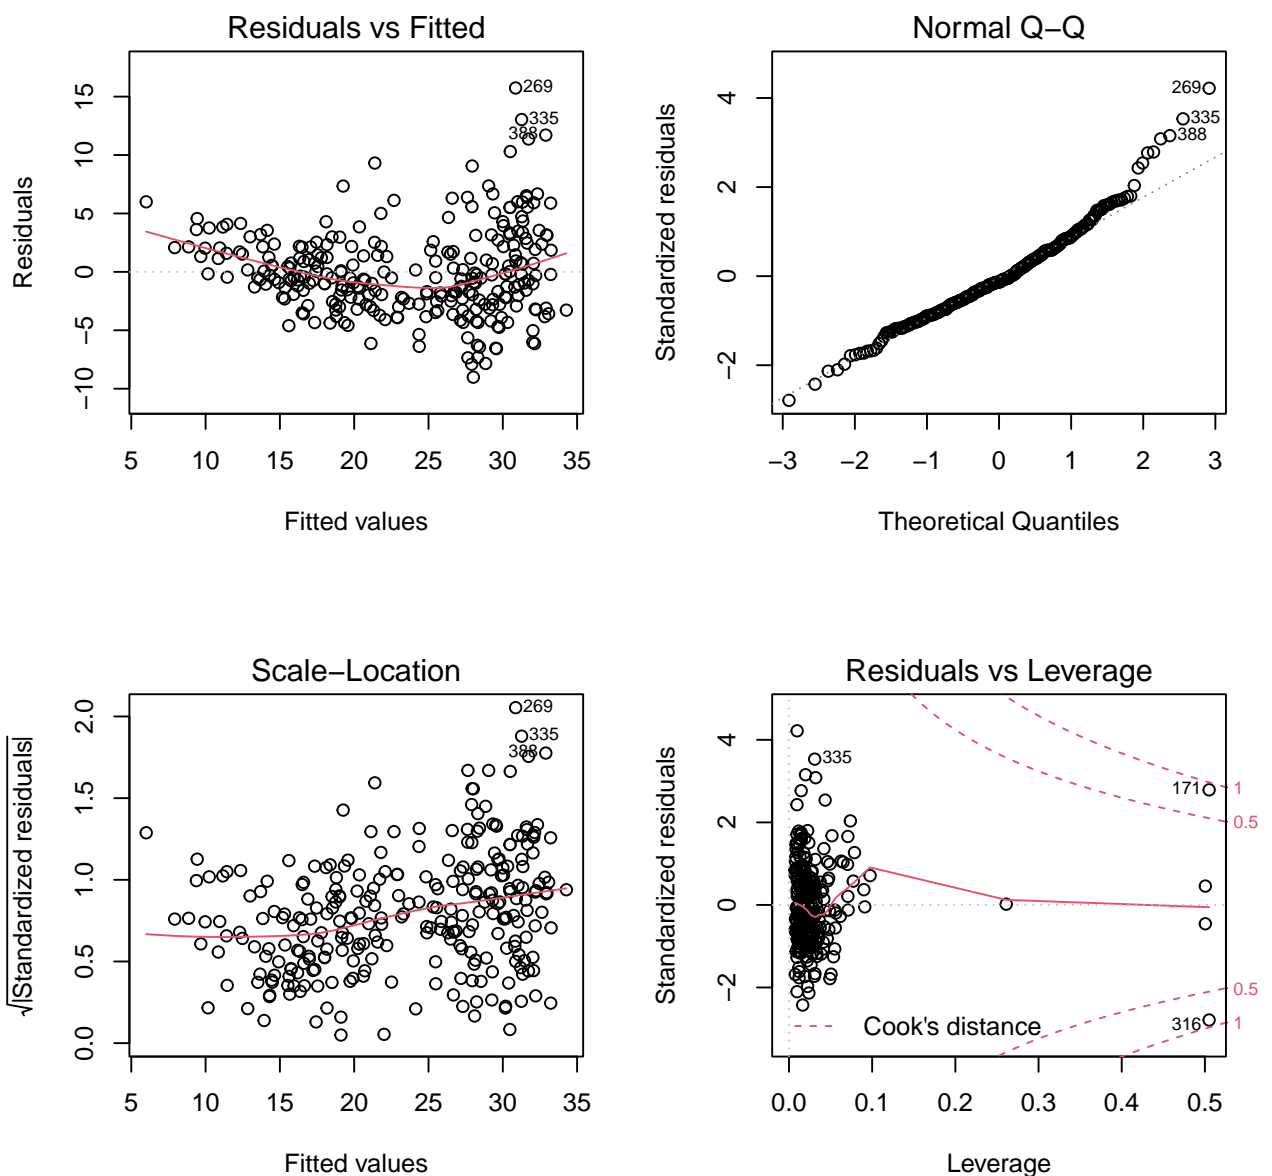 Residuals vs Fitted
Residuals
15
10
5
0
−5
−10
269
335
388
5 10 15 20 25 30 35
Fitted values
Normal Q−Q
Standardized residuals
4
2
0
−2
269
335
388
−3 −2 −1 0 1 2 3
Theoretical Quantiles
Scale−Location
√|Standardized residuals|
2.0
1.5
1.0
0.5
0.0
269
335
388
5 10 15 20 25 30 35
Fitted values
Residuals vs Leverage
Standardized residuals
4
2
0
−2
335
171
1
0.5
0.5
316
1
Cook's distance
0.0 0.1 0.2 0.3 0.4 0.5
Leverage